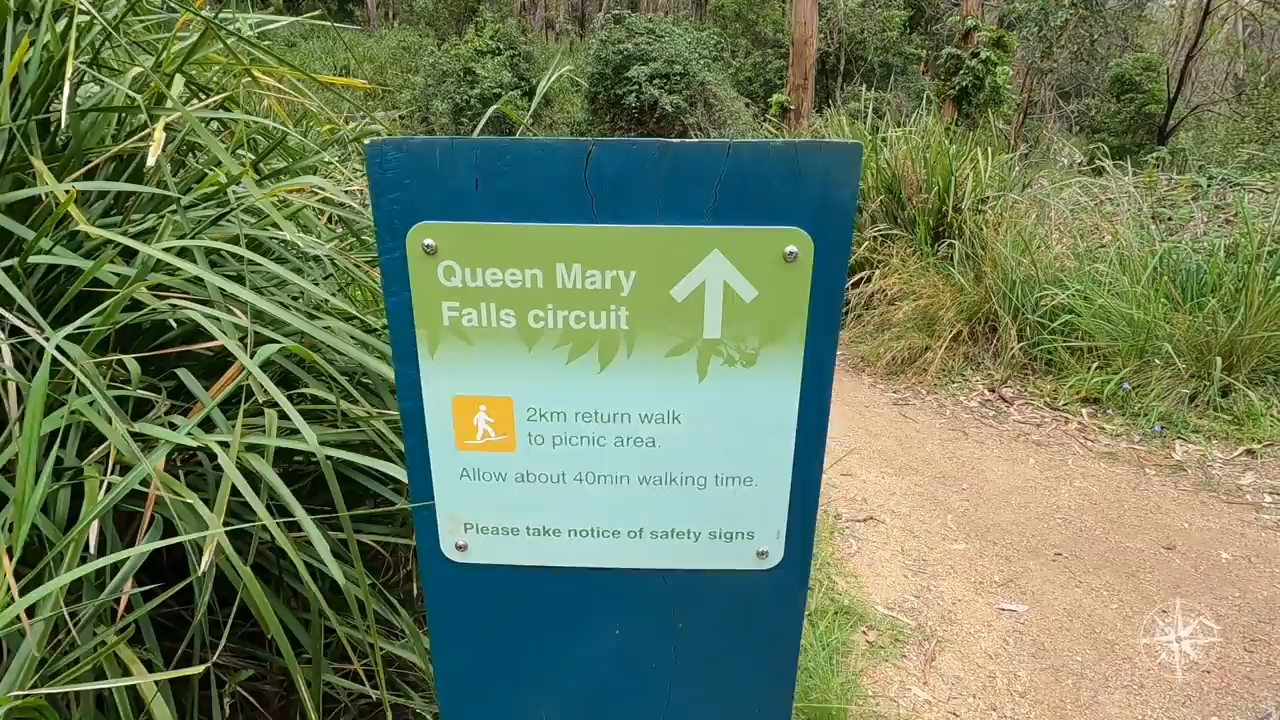 Queen Mary
Falls circuit
2km return walk
to picnic area.
Allow about 40min walking time.
Please take notice of safety signs